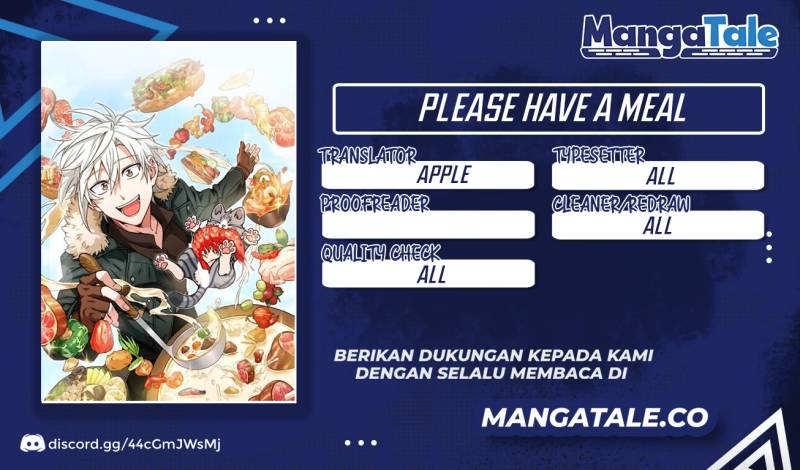 MangaTale
PLEASE HAVE A MEAL
TRANSLATOR
APPLE
TYPESETTER
ALL
PROOFREADER
CLEANER/REDRAW
ALL
QUALITY CHECK
ALL
BERIKAN DUKUNGAN KEPADA KAMI
DENGAN SELALU MEMBACA DI
MANGATALE.CO
discord.gg/44cGmJWsMj